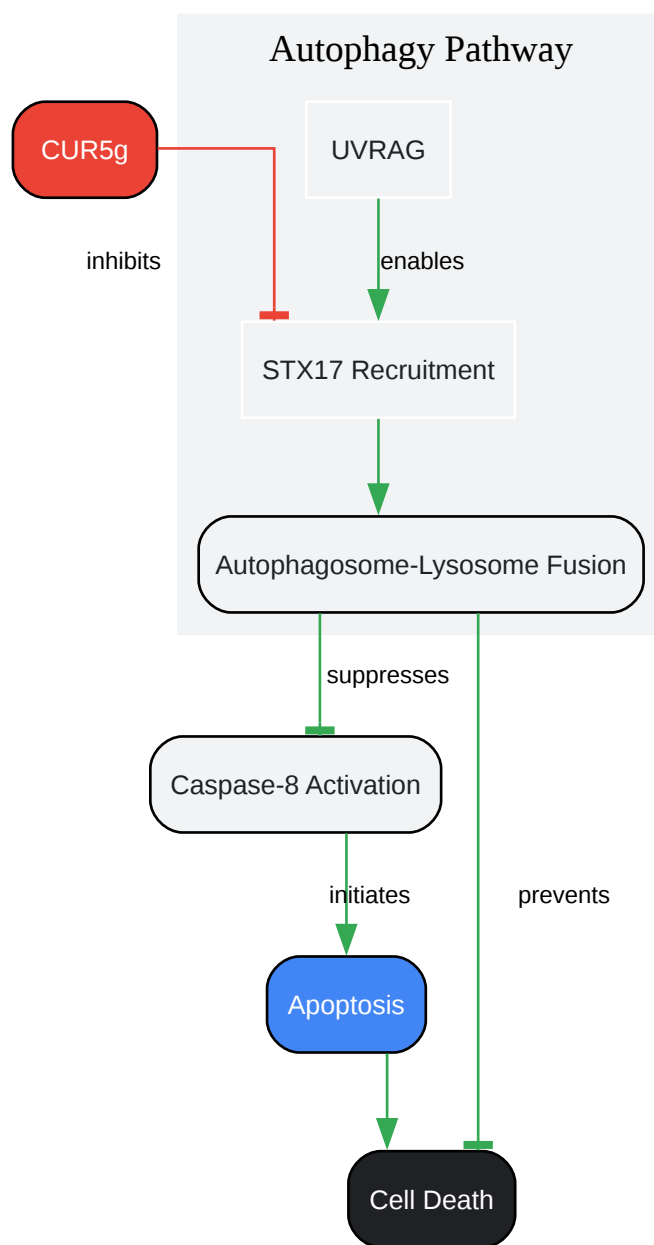 Autophagy Pathway
CUR5g
UVRAG
inhibits
enables
STX17 Recruitment
Autophagosome-Lysosome Fusion
suppresses
Caspase-8 Activation
initiates
prevents
Apoptosis
Cell Death